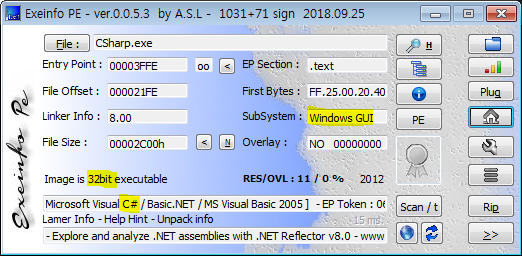 Exeinfo PE - ver.0.0.5.3 by A.S.L - 1031+71 sign 2018.09.25
File : CSharp.exe H
Entry Point : 00003FFE oo < EP Section : .text
File Offset : 000021FE First Bytes : FF.25.00.20.40 Plug
Linker Info : 8.00 SubSystem : Windows GUI PE
File Size : 00002C00h < N Overlay : NO 00000000
Image is 32bit executable RES/OVL : 11 / 0 % 2012
Microsoft Visual C# / Basic.NET / MS Visual Basic 2005 ] - EP Token : 06 Scan / t Rip
Lamer Info - Help Hint - Unpack info 15 ms.
- Explore and analyze .NET assemblies with .NET Reflector v8.0 - www >>
Exeinfo Pe